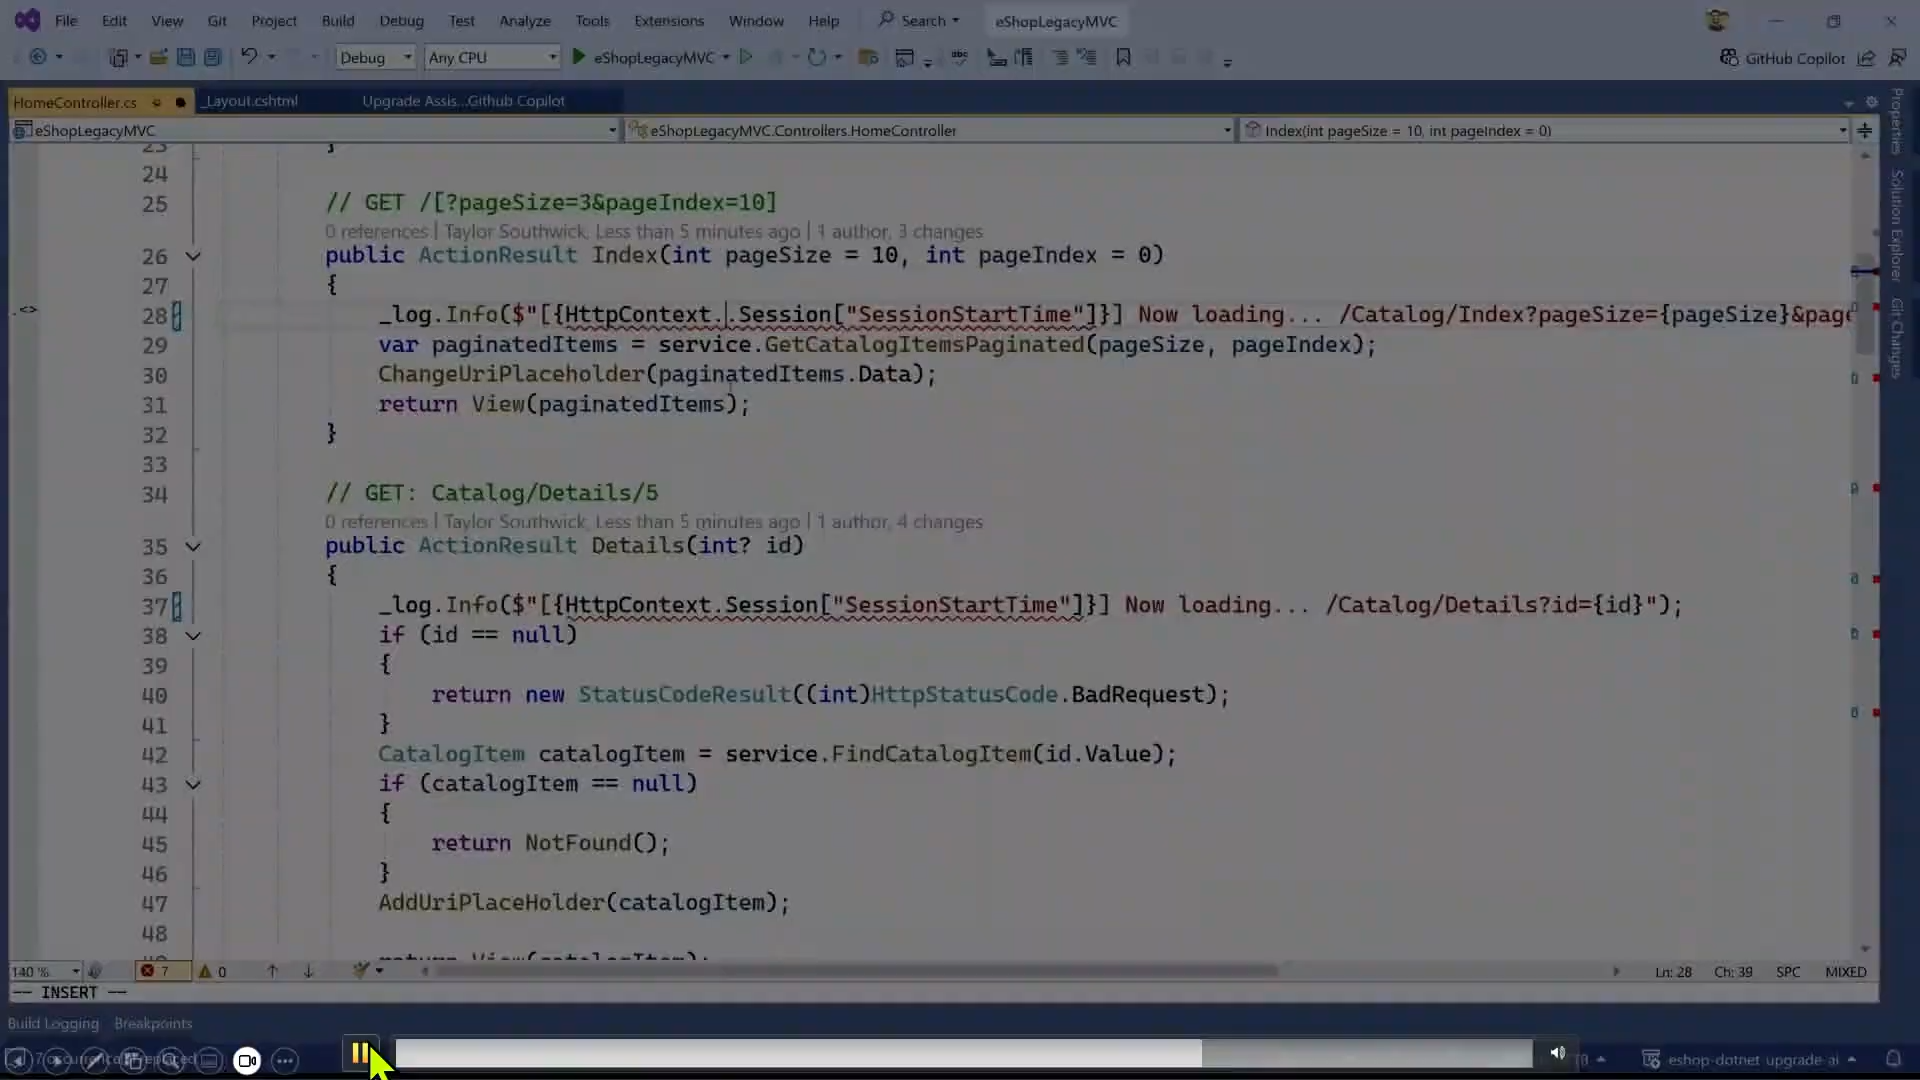 File Edit View Git Project Build Debug Test Analyze Tools Extensions Window Help Search eShopLegacyMVC
Debug Any CPU eShopLegacyMVC GitHub Copilot
HomeController.cs _Layout.cshtml Upgrade Assis...Github Copilot
eShopLegacyMVC eShopLegacyMVC.Controllers.HomeController Index(int pageSize = 10, int pageIndex = 0)
Properties
Solution Explorer
Git Changes
23 }
24
25 // GET /[?pageSize=3&pageIndex=10]
0 references | Taylor Southwick, Less than 5 minutes ago | 1 author, 3 changes
26 public ActionResult Index(int pageSize = 10, int pageIndex = 0)
27 {
28 _log.Info($"[{HttpContext..Session["SessionStartTime"]}] Now loading... /Catalog/Index?pageSize={pageSize}&page
29 var paginatedItems = service.GetCatalogItemsPaginated(pageSize, pageIndex);
30 ChangeUriPlaceholder(paginatedItems.Data);
31 return View(paginatedItems);
32 }
33
34 // GET: Catalog/Details/5
0 references | Taylor Southwick, Less than 5 minutes ago | 1 author, 4 changes
35 public ActionResult Details(int? id)
36 {
37 _log.Info($"[{HttpContext.Session["SessionStartTime"]}] Now loading... /Catalog/Details?id={id}");
38 if (id == null)
39 {
40 return new StatusCodeResult((int)HttpStatusCode.BadRequest);
41 }
42 CatalogItem catalogItem = service.FindCatalogItem(id.Value);
43 if (catalogItem == null)
44 {
45 return NotFound();
46 }
47 AddUriPlaceHolder(catalogItem);
48
return View(catalogItem);
140 % 7 0 Ln: 28 Ch: 39 SPC MIXED
-- INSERT --
Build Logging Breakpoints
7 occurrences replaced eshop-dotnet-upgrade-ai